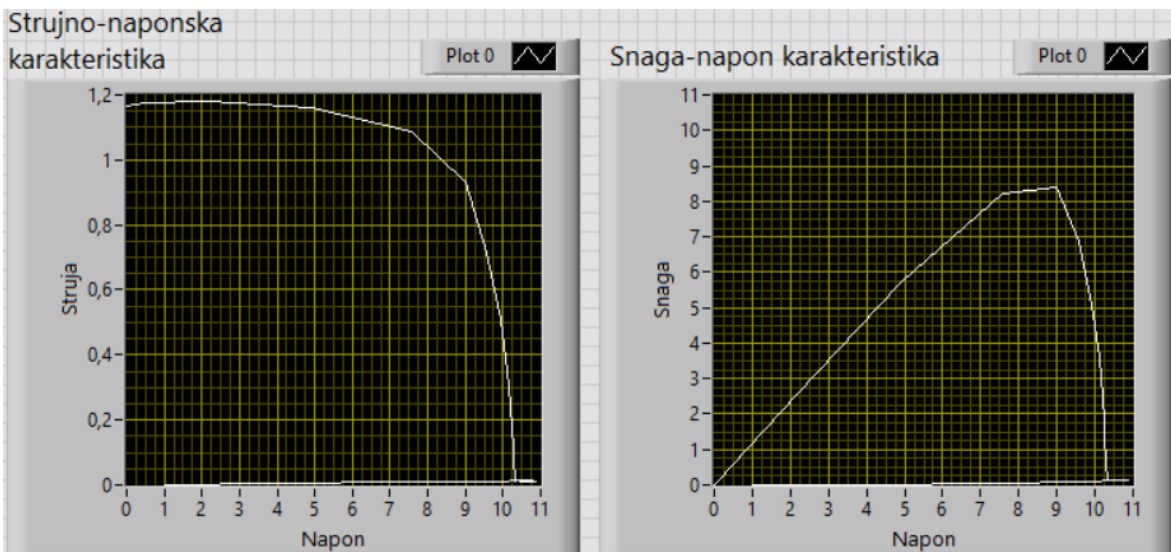 Strujno-naponska
karakteristika
Plot 0
1,2
1
0,8
0,6
0,4
0,2
0
Struja
0 1 2 3 4 5 6 7 8 9 10 11
Napon
Snaga-napon karakteristika
Plot 0
11
10
9
8
7
6
5
4
3
2
1
0
Snaga
0 1 2 3 4 5 6 7 8 9 10 11
Napon